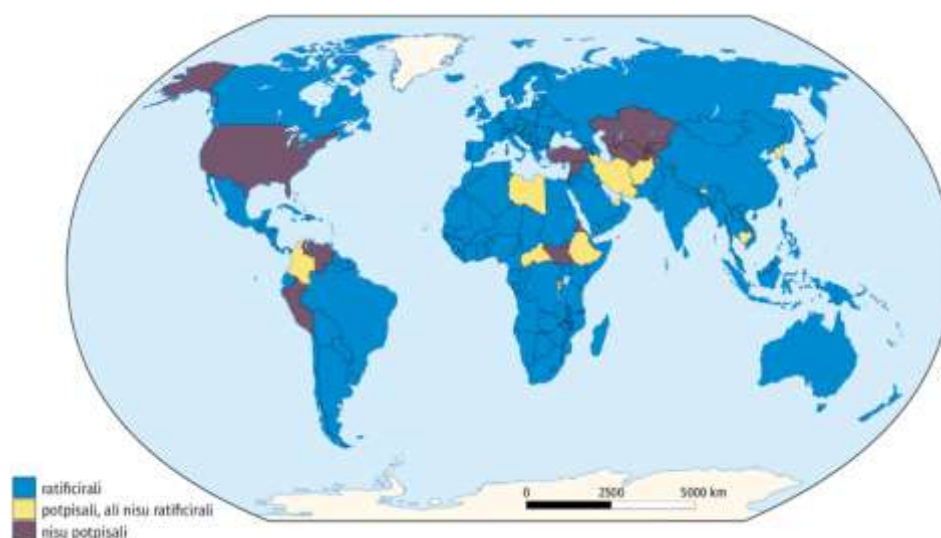 ratificirali
potpisali, ali nisu ratificirali
nisu potpisali
0 2500 5000 km